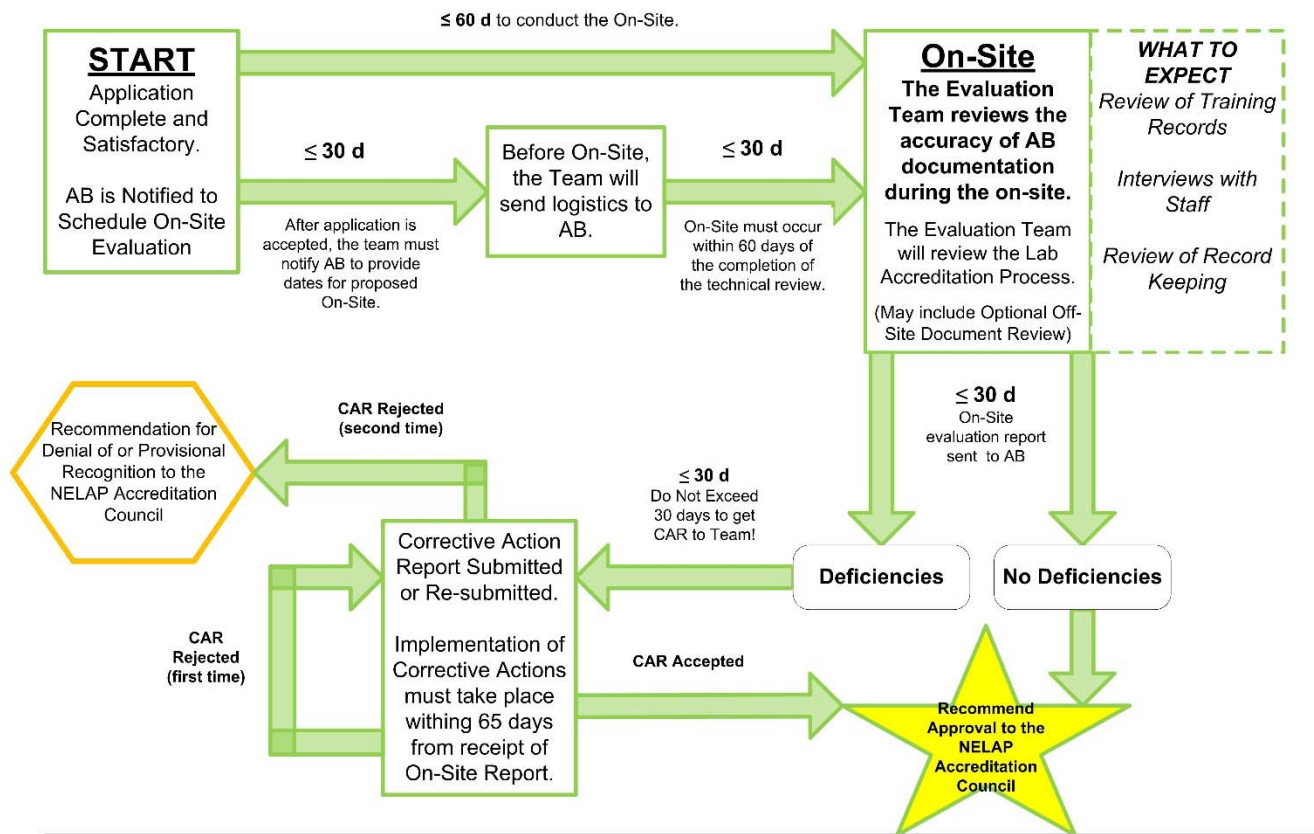 ≤ 60 d to conduct the On-Site.
START
Application
Complete and
Satisfactory.
AB is Notified to
Schedule On-Site
Evaluation
≤ 30 d
After application is
accepted, the team must
notify AB to provide
dates for proposed
On-Site.
Before On-Site,
the Team will
send logistics to
AB.
≤ 30 d
On-Site must occur
within 60 days of
the completion of
the technical review.
On-Site
The Evaluation
Team reviews the
accuracy of AB
documentation
during the on-site.
The Evaluation Team
will review the Lab
Accreditation Process.
(May include Optional Off-
Site Document Review)
WHAT TO
EXPECT
Review of Training
Records
Interviews with
Staff
Review of Record
Keeping
≤ 30 d
On-Site
evaluation report
sent to AB
Deficiencies
No Deficiencies
≤ 30 d
Do Not Exceed
30 days to get
CAR to Team!
Corrective Action
Report Submitted
or Re-submitted.
Implementation of
Corrective Actions
must take place
withing 65 days
from receipt of
On-Site Report.
CAR Rejected
(second time)
Recommendation for
Denial of or Provisional
Recognition to the
NELAP Accreditation
Council
CAR
Rejected
(first time)
CAR Accepted
Recommend
Approval to the
NELAP
Accreditation
Council